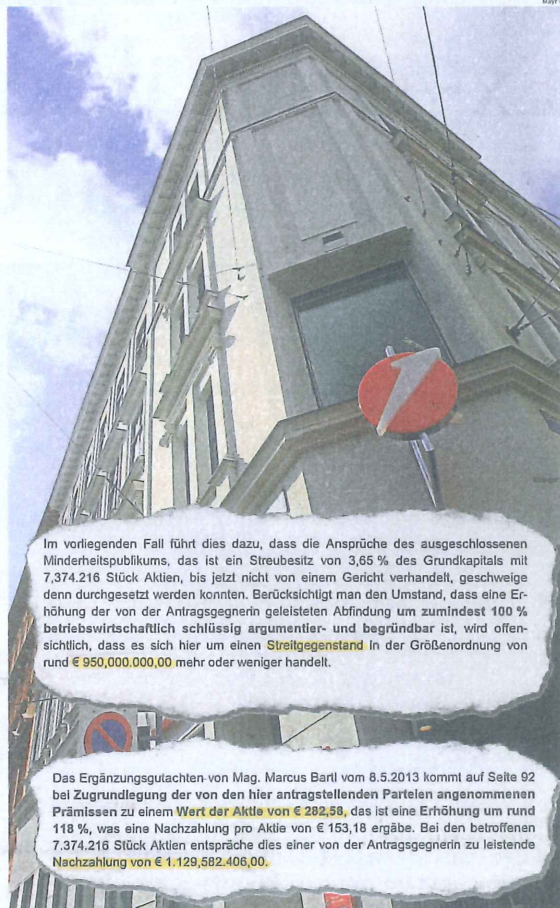 Mayr
Im vorliegenden Fall führt dies dazu, dass die Ansprüche des ausgeschlossenen
Minderheitspublikums, das ist ein Streubesitz von 3,65 % des Grundkapitals mit
7,374.216 Stück Aktien, bis jetzt nicht von einem Gericht verhandelt, geschweige
denn durchgesetzt werden konnten. Berücksichtigt man den Umstand, dass eine Er-
höhung der von der Antragsgegnerin geleisteten Abfindung um zumindest 100 %
betriebswirtschaftlich schlüssig argumentier- und begründbar ist, wird offen-
sichtlich, dass es sich hier um einen Streitgegenstand in der Größenordnung von
rund € 950,000.000,00 mehr oder weniger handelt.
Das Ergänzungsgutachten von Mag. Marcus Bartl vom 8.5.2013 kommt auf Seite 92
bei Zugrundlegung der von den hier antragstellenden Parteien angenommenen
Prämissen zu einem Wert der Aktie von € 282,58, das ist eine Erhöhung um rund
118 %, was eine Nachzahlung pro Aktie von € 153,18 ergäbe. Bei den betroffenen
7.374.216 Stück Aktien entspräche dies einer von der Antragsgegnerin zu leistende
Nachzahlung von € 1.129,582.406,00.